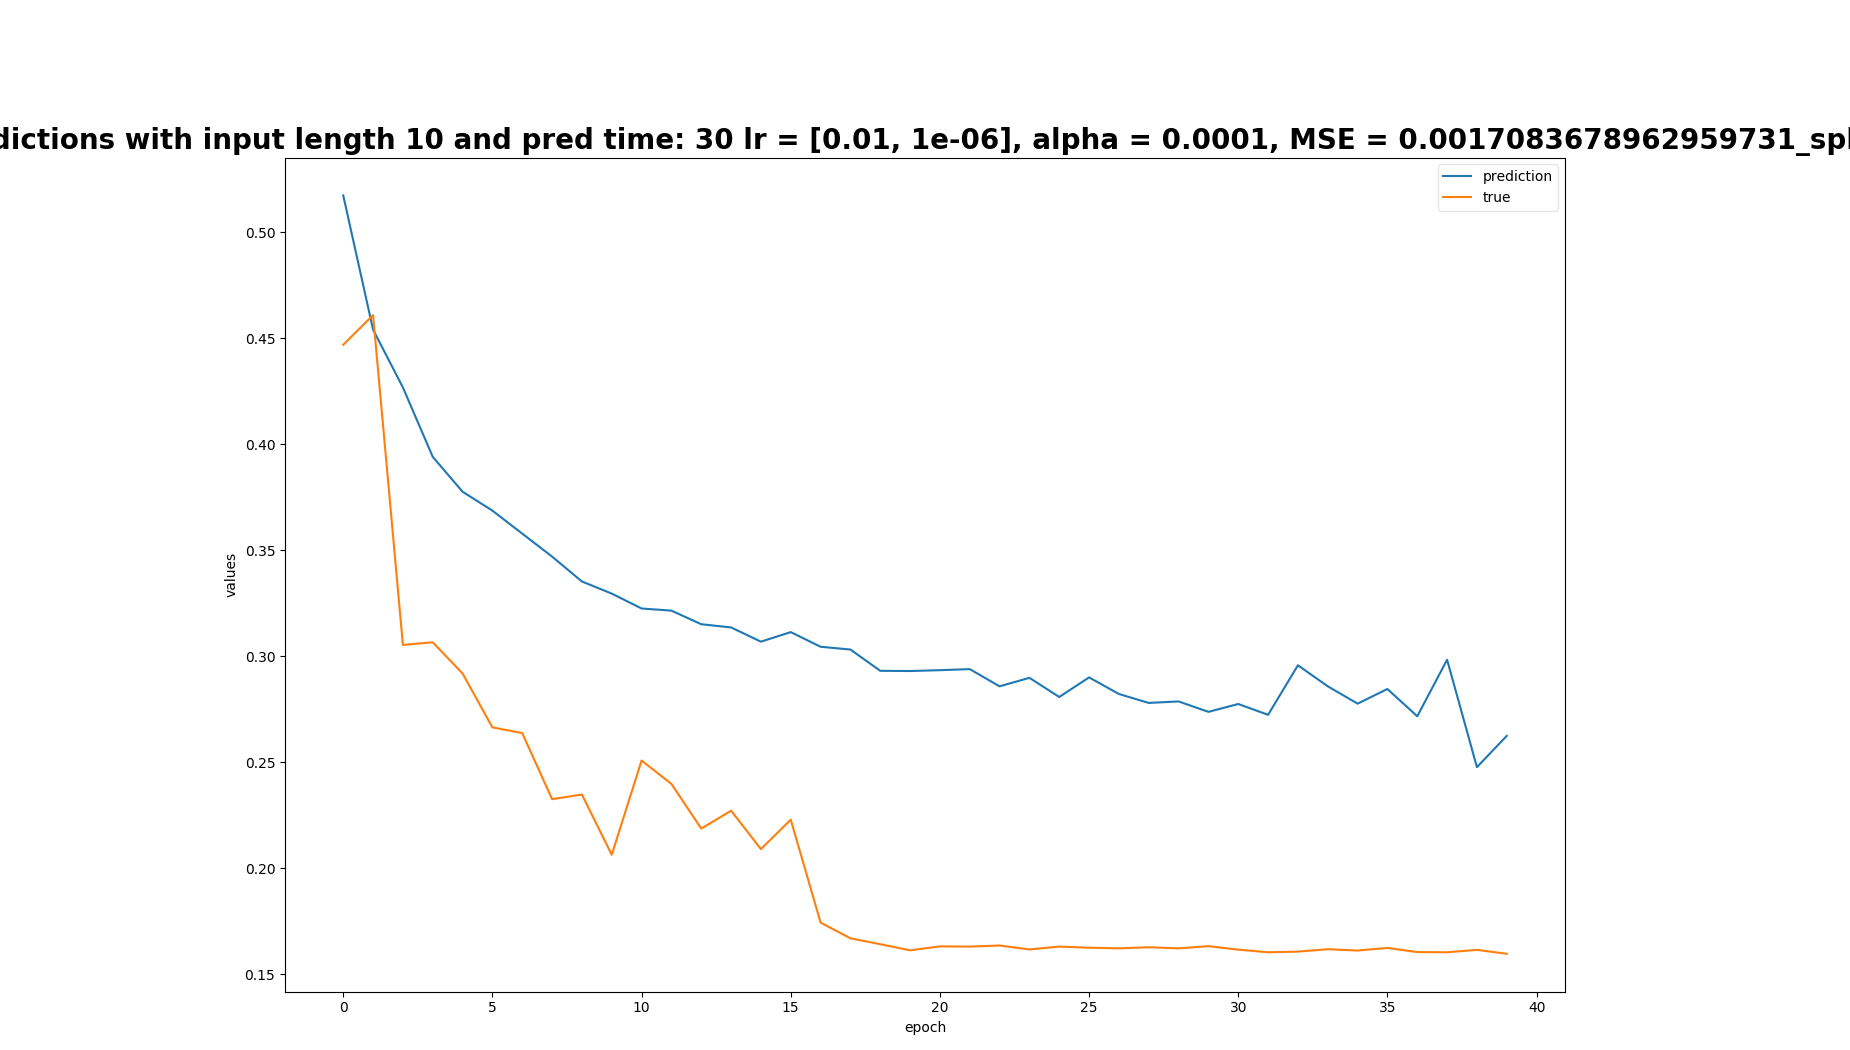 dictions with input length 10 and pred time: 30 lr = [0.01, 1e-06], alpha = 0.0001, MSE = 0.0017083678962959731_spl
prediction
true
0.50
0.45
0.40
0.35
0.30
0.25
0.20
0.15
values
0 5 10 15 20 25 30 35 40
epoch